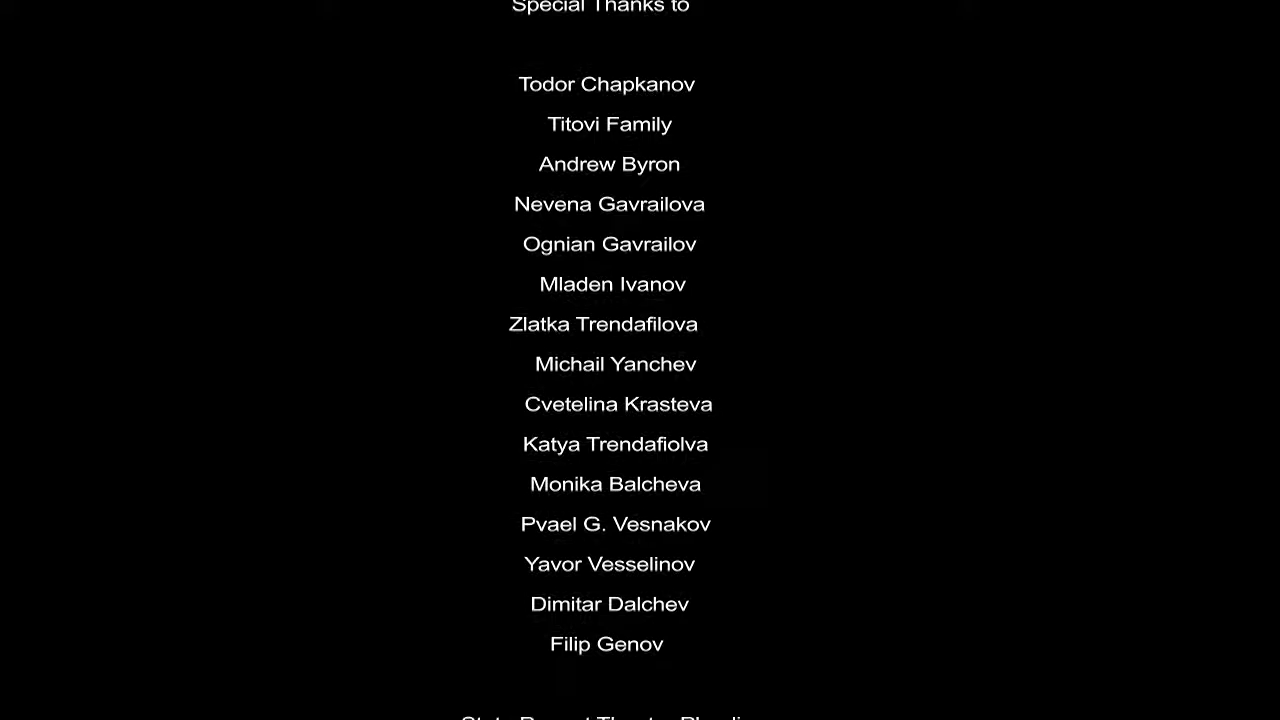 Special Thanks to
Todor Chapkanov
Titovi Family
Andrew Byron
Nevena Gavrailova
Ognian Gavrailov
Mladen Ivanov
Zlatka Trendafilova
Michail Yanchev
Cvetelina Krasteva
Katya Trendafiolva
Monika Balcheva
Pvael G. Vesnakov
Yavor Vesselinov
Dimitar Dalchev
Filip Genov